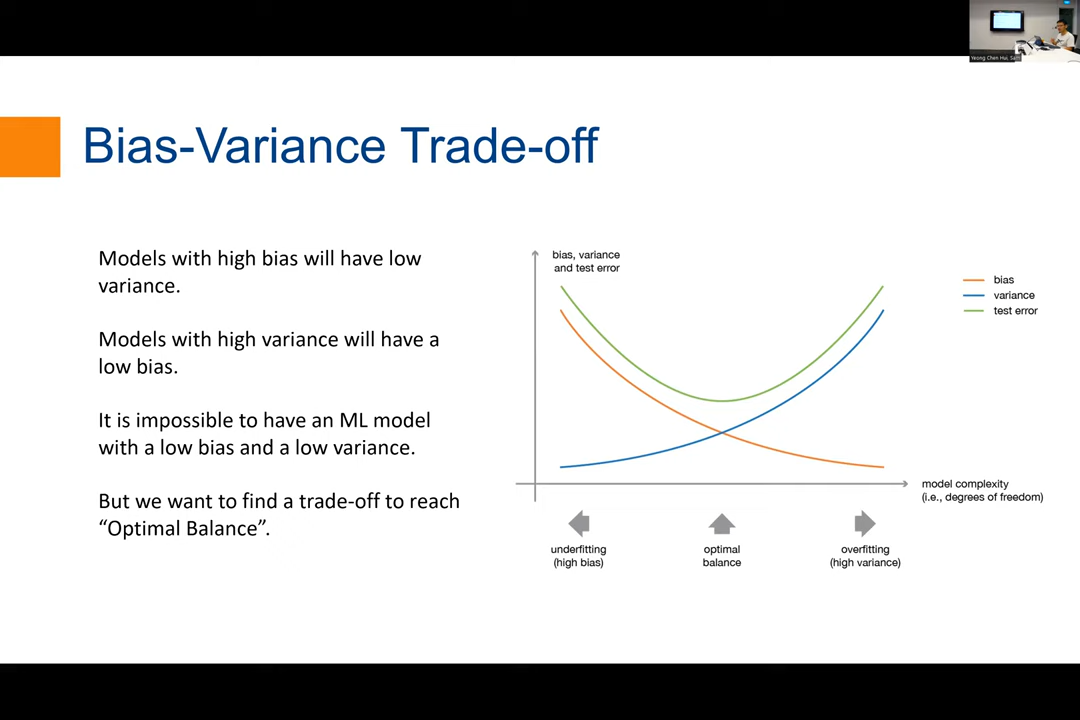 Bias-Variance Trade-off
Models with high bias will have low
variance.
Models with high variance will have a
low bias.
It is impossible to have an ML model
with a low bias and a low variance.
But we want to find a trade-off to reach
“Optimal Balance”.
bias, variance
and test error
bias
variance
test error
model complexity
(i.e., degrees of freedom)
underfitting
(high bias)
optimal
balance
overfitting
(high variance)